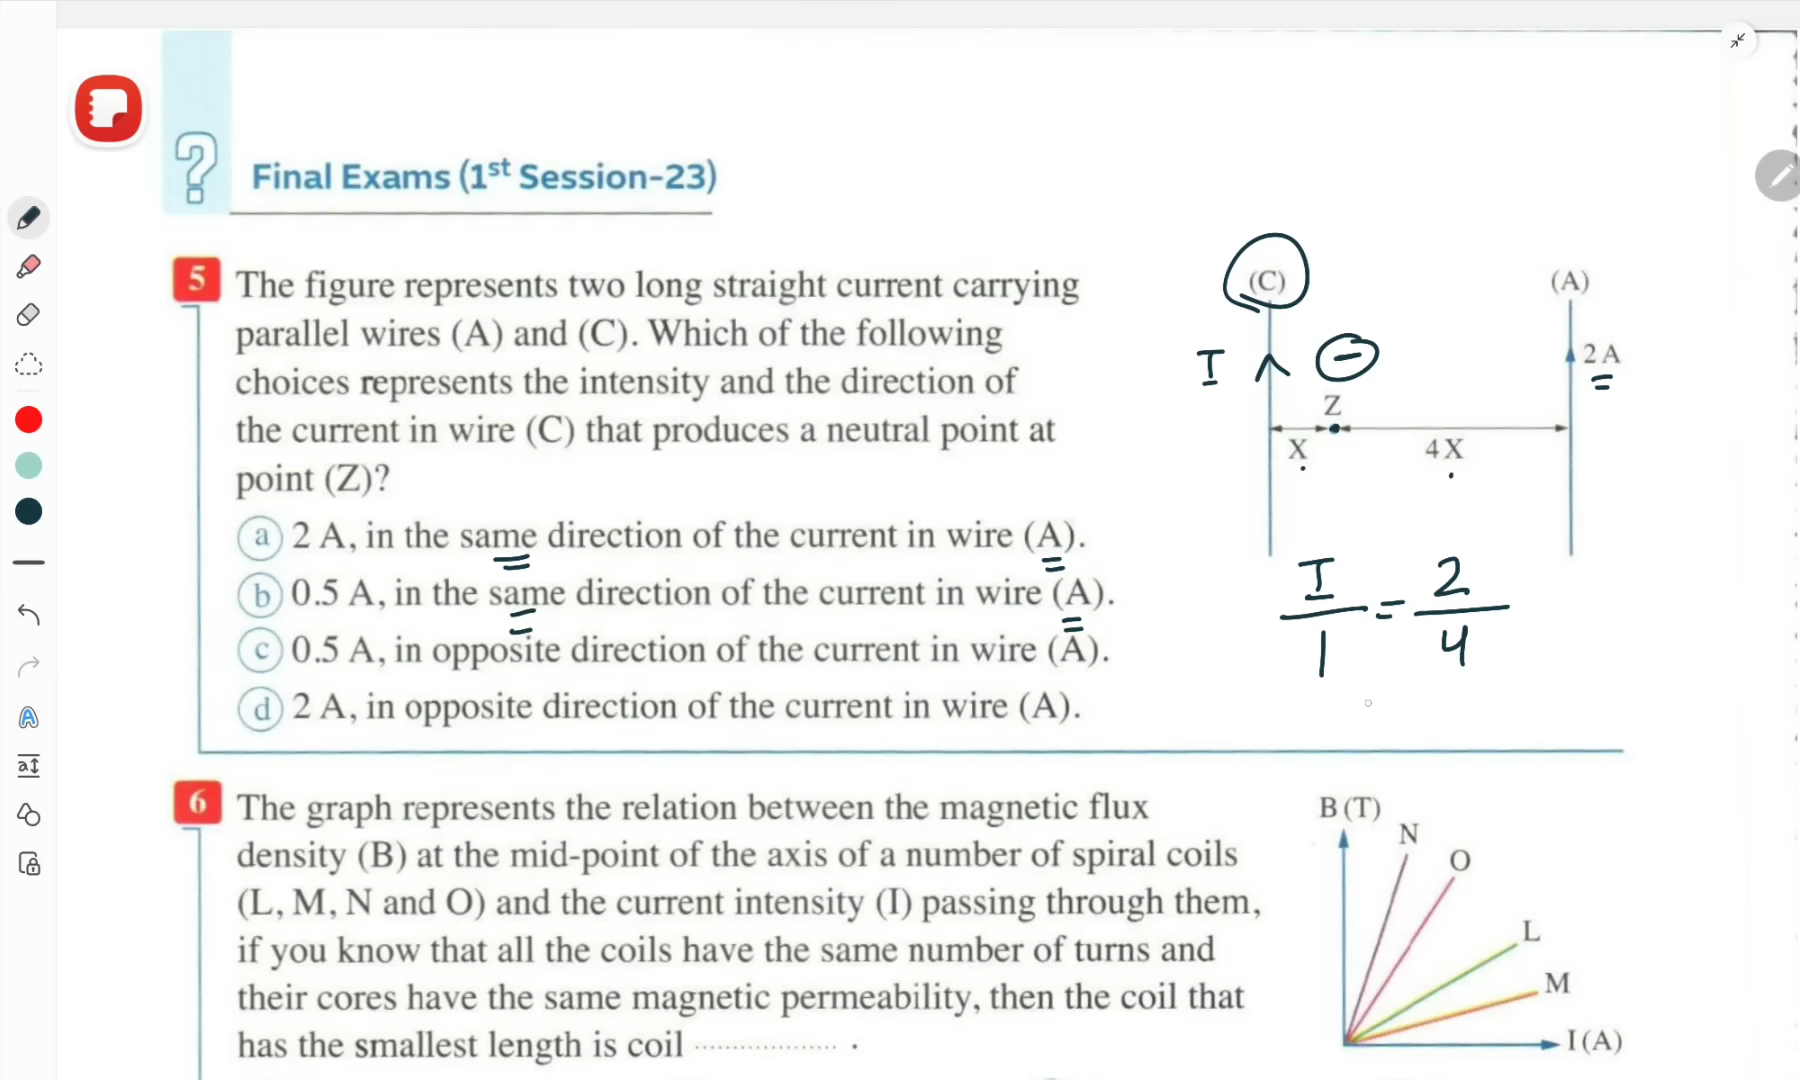 ?
Final Exams (1st Session-23)
5 The figure represents two long straight current carrying
parallel wires (A) and (C). Which of the following
choices represents the intensity and the direction of
the current in wire (C) that produces a neutral point at
point (Z)?
a 2 A, in the same direction of the current in wire (A).
b 0.5 A, in the same direction of the current in wire (A).
c 0.5 A, in opposite direction of the current in wire (A).
d 2 A, in opposite direction of the current in wire (A).
(C) (A)
I 2 A
Z
X 4X
I/1 = 2/4
6 The graph represents the relation between the magnetic flux
density (B) at the mid-point of the axis of a number of spiral coils
(L, M, N and O) and the current intensity (I) passing through them,
if you know that all the coils have the same number of turns and
their cores have the same magnetic permeability, then the coil that
has the smallest length is coil .................. .
B (T)
N
O
L
M
I (A)
A
a